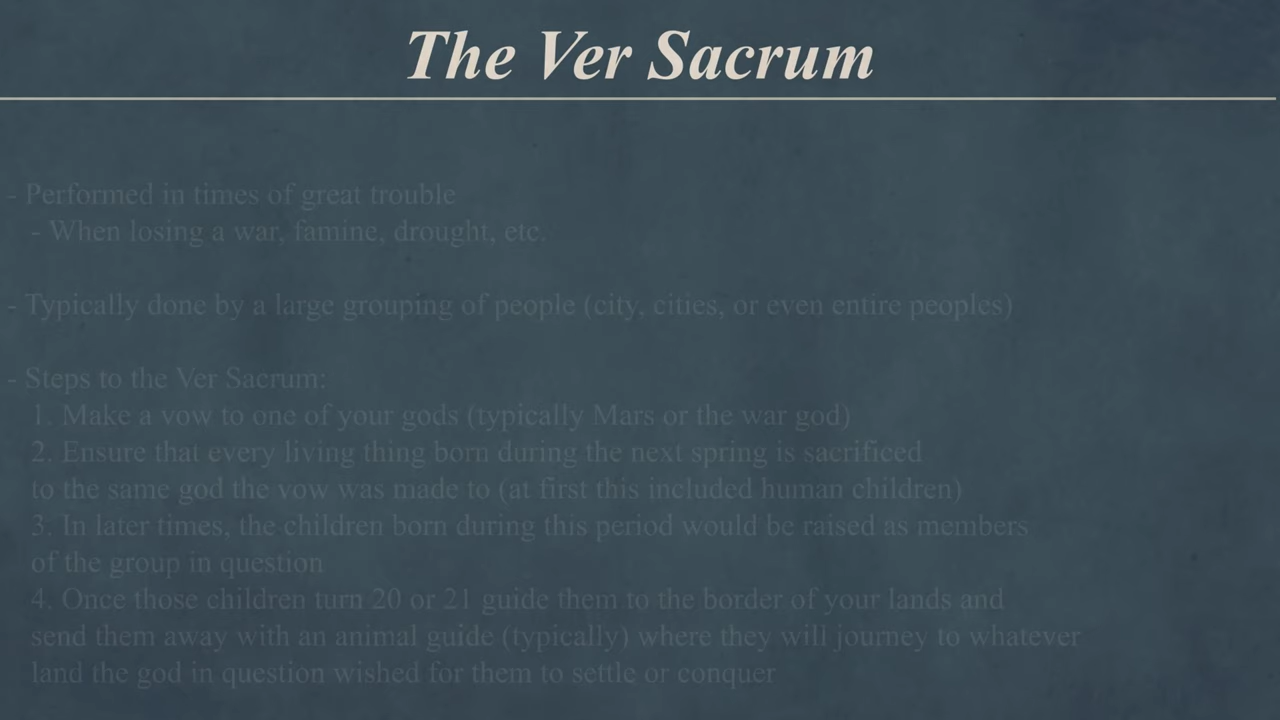 The Ver Sacrum
- Performed in times of great trouble
- When losing a war, famine, drought, etc.
- Typically done by a large grouping of people (city, cities, or even entire peoples)
- Steps to the Ver Sacrum:
1. Make a vow to one of your gods (typically Mars or the war god)
2. Ensure that every living thing born during the next spring is sacrificed
to the same god the vow was made to (at first this included human children)
3. In later times, the children born during this period would be raised as members
of the group in question
4. Once those children turn 20 or 21 guide them to the border of your lands and
send them away with an animal guide (typically) where they will journey to whatever
land the god in question wished for them to settle or conquer